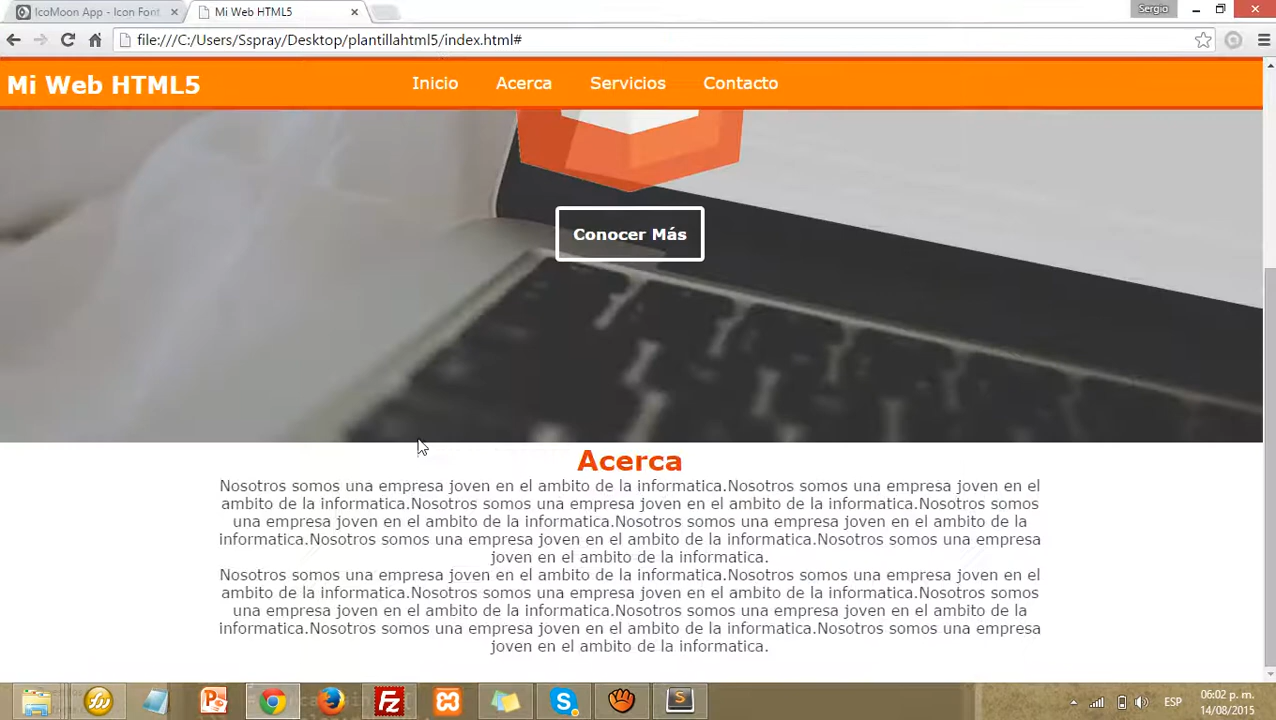 IcoMoon App - Icon Font
Mi Web HTML5
Sergio
file:///C:/Users/Sspray/Desktop/plantillahtml5/index.html#
Mi Web HTML5
Inicio
Acerca
Servicios
Contacto
Conocer Más
Acerca
Nosotros somos una empresa joven en el ambito de la informatica.Nosotros somos una empresa joven en el
ambito de la informatica.Nosotros somos una empresa joven en el ambito de la informatica.Nosotros somos
una empresa joven en el ambito de la informatica.Nosotros somos una empresa joven en el ambito de la
informatica.Nosotros somos una empresa joven en el ambito de la informatica.Nosotros somos una empresa
joven en el ambito de la informatica.
Nosotros somos una empresa joven en el ambito de la informatica.Nosotros somos una empresa joven en el
ambito de la informatica.Nosotros somos una empresa joven en el ambito de la informatica.Nosotros somos
una empresa joven en el ambito de la informatica.Nosotros somos una empresa joven en el ambito de la
informatica.Nosotros somos una empresa joven en el ambito de la informatica.Nosotros somos una empresa
joven en el ambito de la informatica.
ESP
06:02 p. m.
14/08/2015